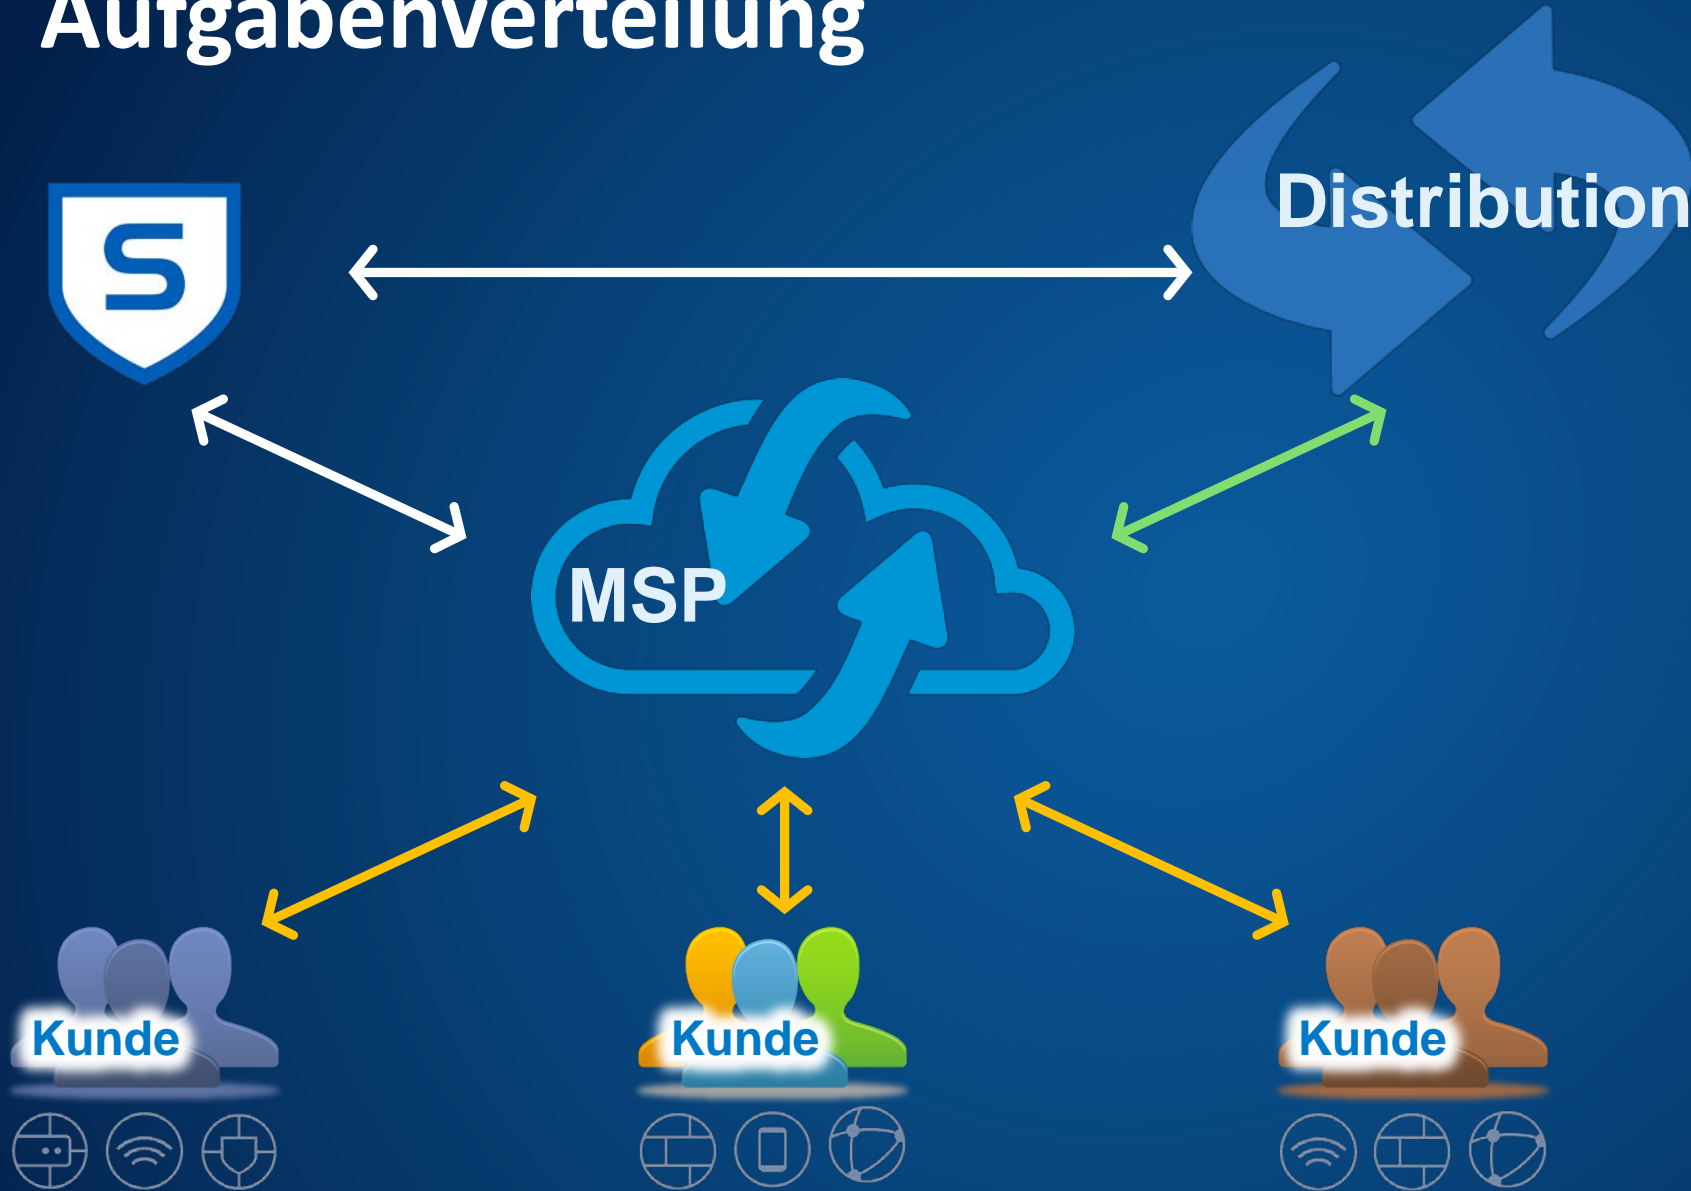 Aufgabenverteilung
Distribution
S
MSP
Kunde
Kunde
Kunde